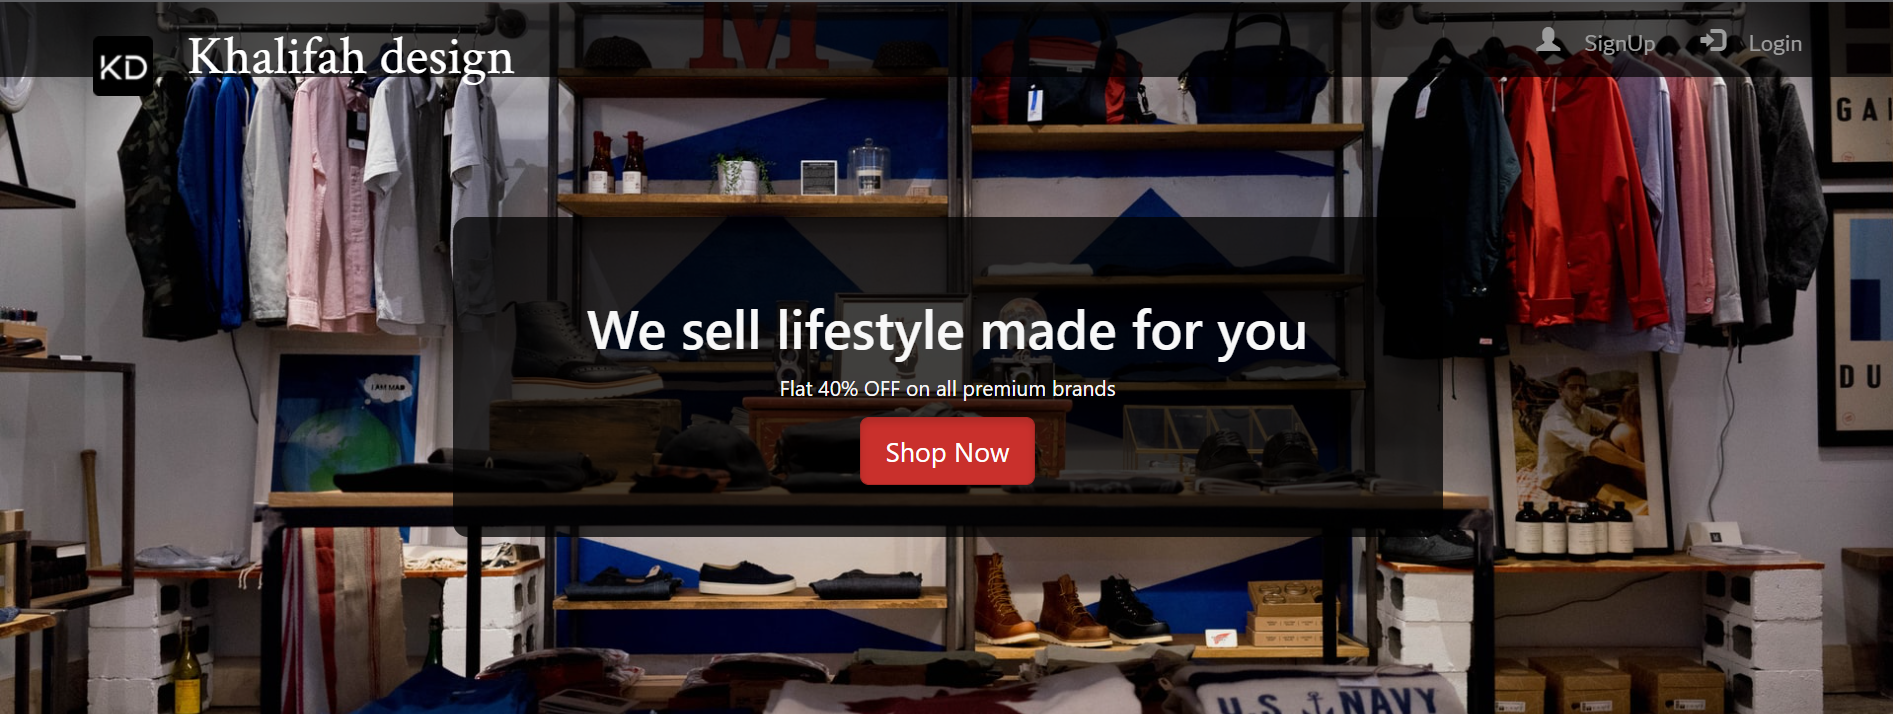 KD
Khalifah design
SignUp
Login
M
GA
I AM MAR
We sell lifestyle made for you
Flat 40% OFF on all premium brands
Shop Now
DU
U.S. NAVY